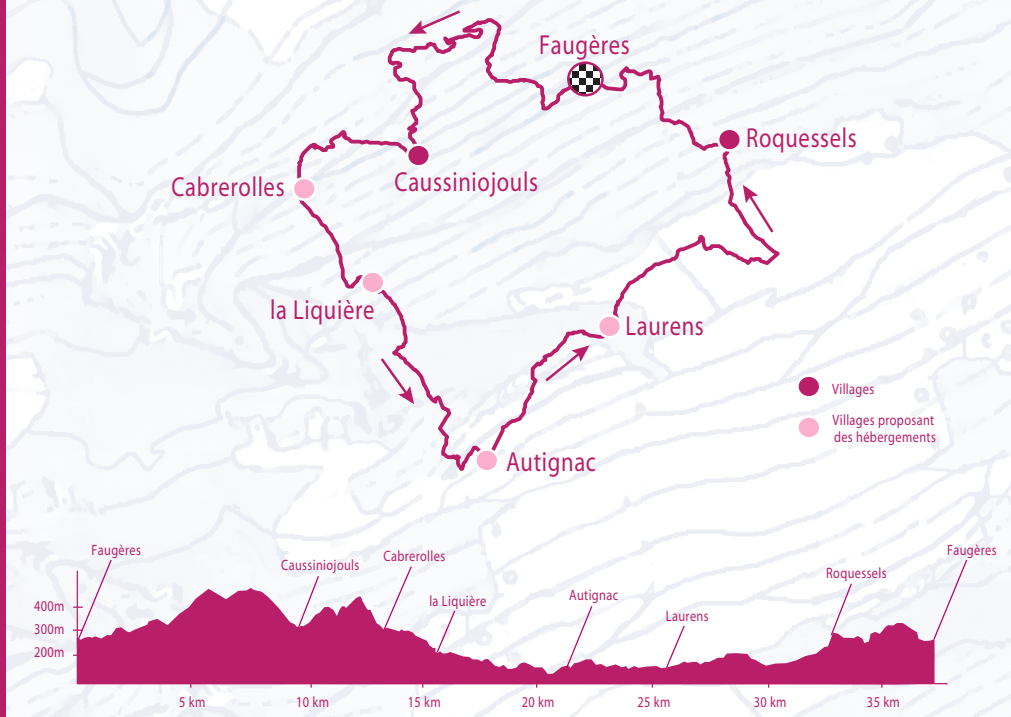 Faugères
Roquessels
Caussiniojouls
Cabrerolles
la Liquière
Laurens
Autignac
Villages
Villages proposant
des hébergements
Faugères
Caussiniojouls
Cabrerolles
la Liquière
Autignac
Laurens
Roquessels
Faugères
400m
300m
200m
5 km
10 km
15 km
20 km
25 km
30 km
35 km